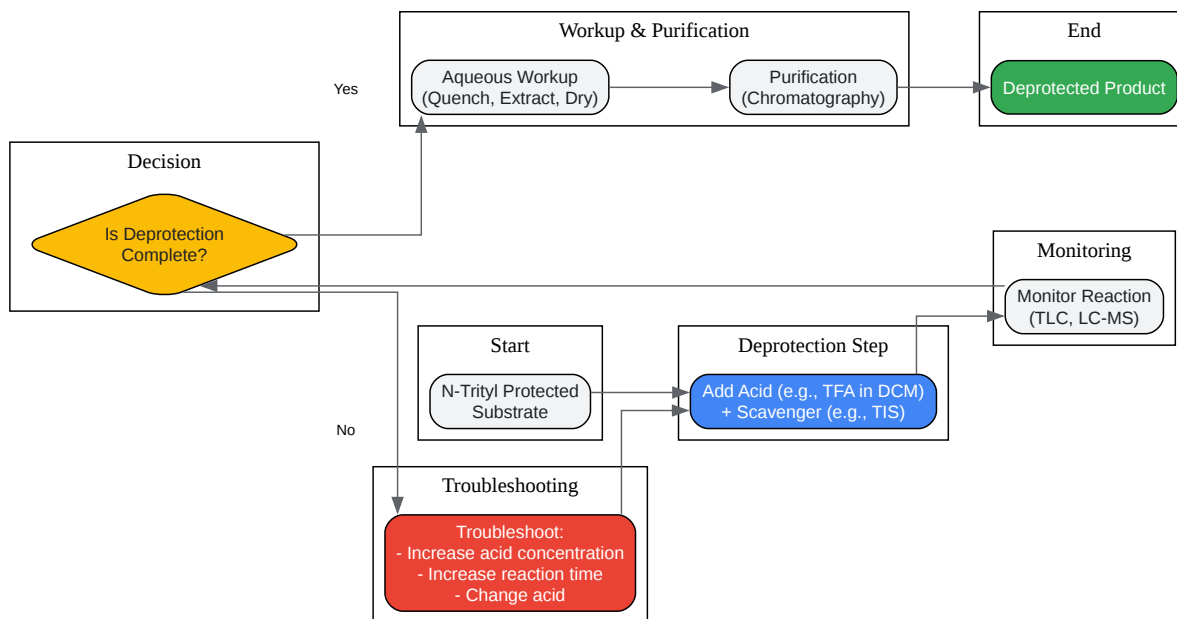 Workup & Purification
Aqueous Workup
(Quench, Extract, Dry)
Purification
(Chromatography)
End
Deprotected Product
Yes
Decision
Is Deprotection
Complete?
Monitoring
Monitor Reaction
(TLC, LC-MS)
Start
N-Trityl Protected
Substrate
Deprotection Step
Add Acid (e.g., TFA in DCM)
+ Scavenger (e.g., TIS)
No
Troubleshooting
Troubleshoot:
- Increase acid concentration
- Increase reaction time
- Change acid